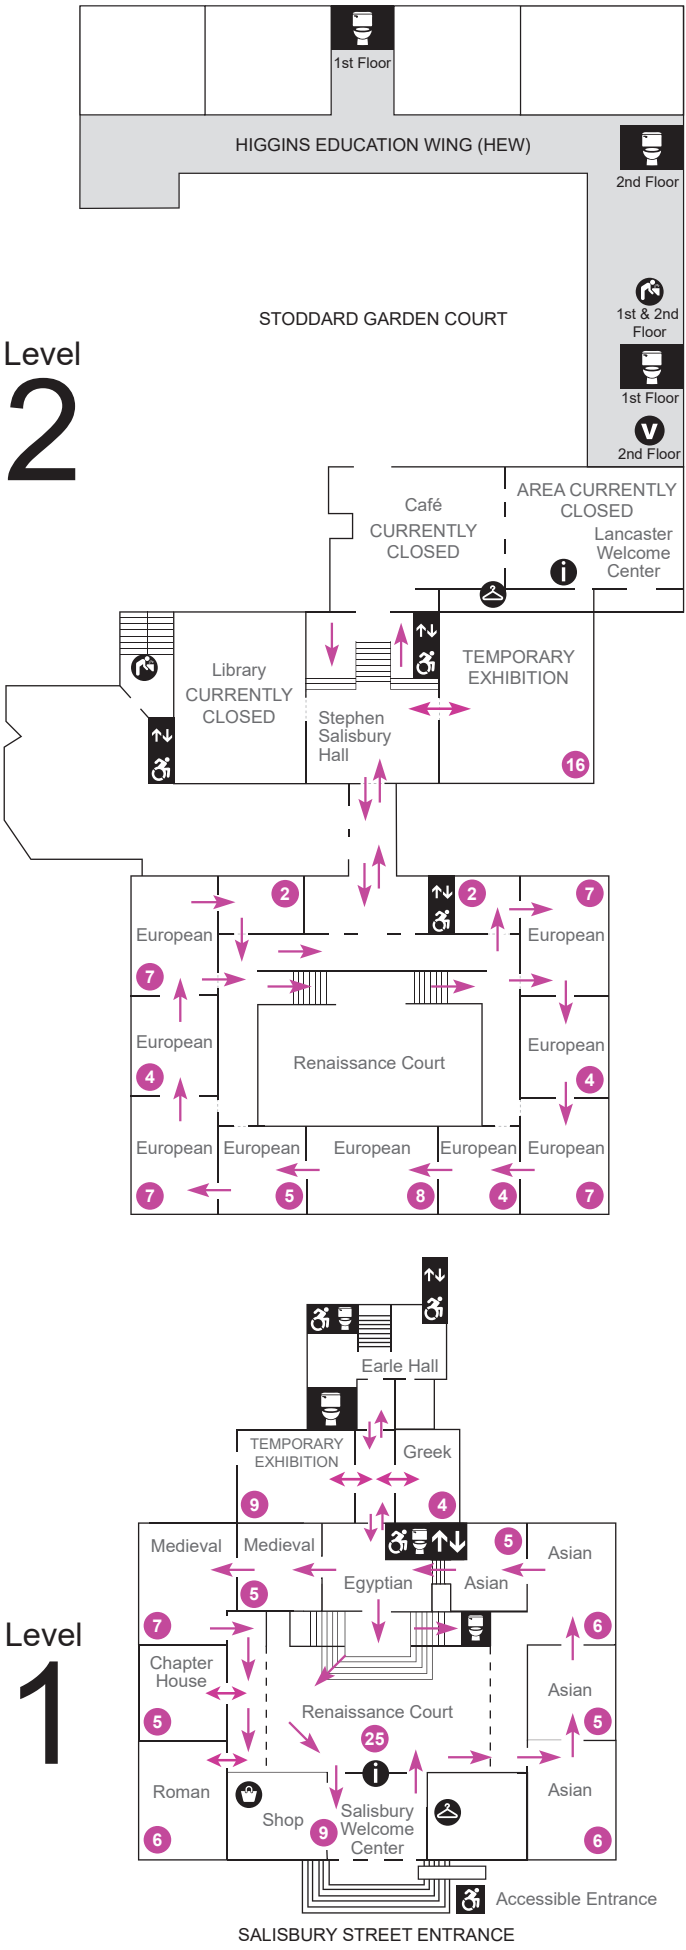 1st Floor
HIGGINS EDUCATION WING (HEW)
2nd Floor
STODDARD GARDEN COURT
1st & 2nd
Floor
1st Floor
V
2nd Floor
Level
2
Café
CURRENTLY
CLOSED
AREA CURRENTLY
CLOSED
Lancaster
Welcome
Center
i
Library
CURRENTLY
CLOSED
TEMPORARY
EXHIBITION
16
Stephen
Salisbury
Hall
2
2
7
European
7
European
European
4
European
4
Renaissance Court
European
7
European
5
European
8
European
4
European
7
Earle Hall
TEMPORARY
EXHIBITION
9
Greek
4
Medieval
7
Medieval
5
Egyptian
Asian
5
Asian
6
Level
1
Chapter
House
5
Renaissance Court
25
i
Asian
5
Roman
6
Shop
9
Salisbury
Welcome
Center
Asian
6
Accessible Entrance
SALISBURY STREET ENTRANCE